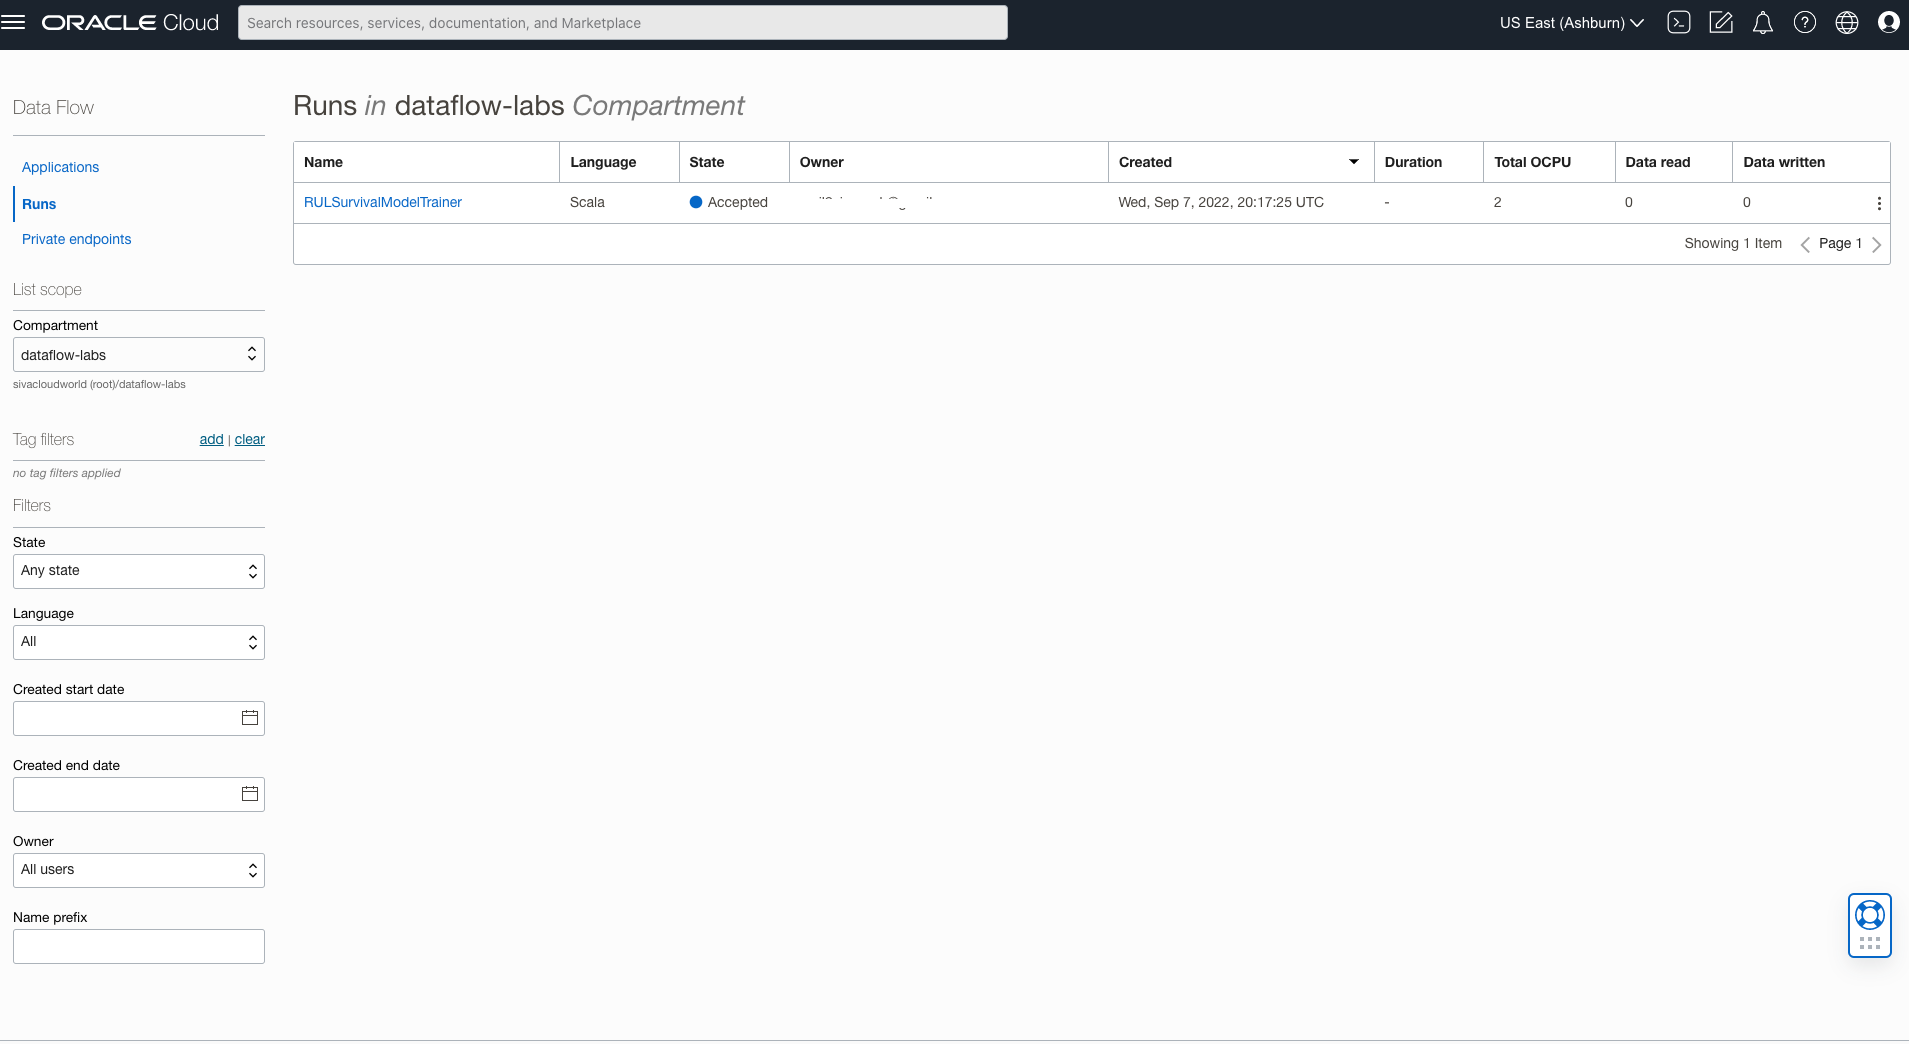 ORACLE Cloud
Search resources, services, documentation, and Marketplace
US East (Ashburn)
Data Flow
Applications
Runs
Private endpoints
List scope
Compartment
dataflow-labs
sivacloudworld (root)/dataflow-labs
Tag filters add | clear
no tag filters applied
Filters
State
Any state
Language
All
Created start date
Created end date
Owner
All users
Name prefix
Runs in dataflow-labs Compartment
Name Language State Owner Created Duration Total OCPU Data read Data written
RULSurvivalModelTrainer Scala Accepted Wed, Sep 7, 2022, 20:17:25 UTC - 2 0 0
Showing 1 Item < Page 1 >